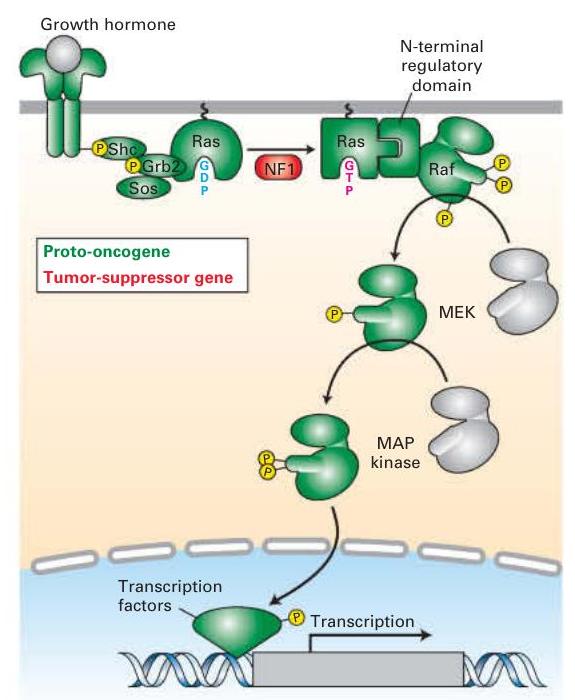 Growth hormone
N-terminal
regulatory
domain
P
Shc
P
Grb2
Sos
Ras
G
D
P
NF1
Ras
G
T
P
Raf
P
P
P
Proto-oncogene
Tumor-suppressor gene
P
MEK
P
P
MAP
kinase
Transcription
factors
P
Transcription